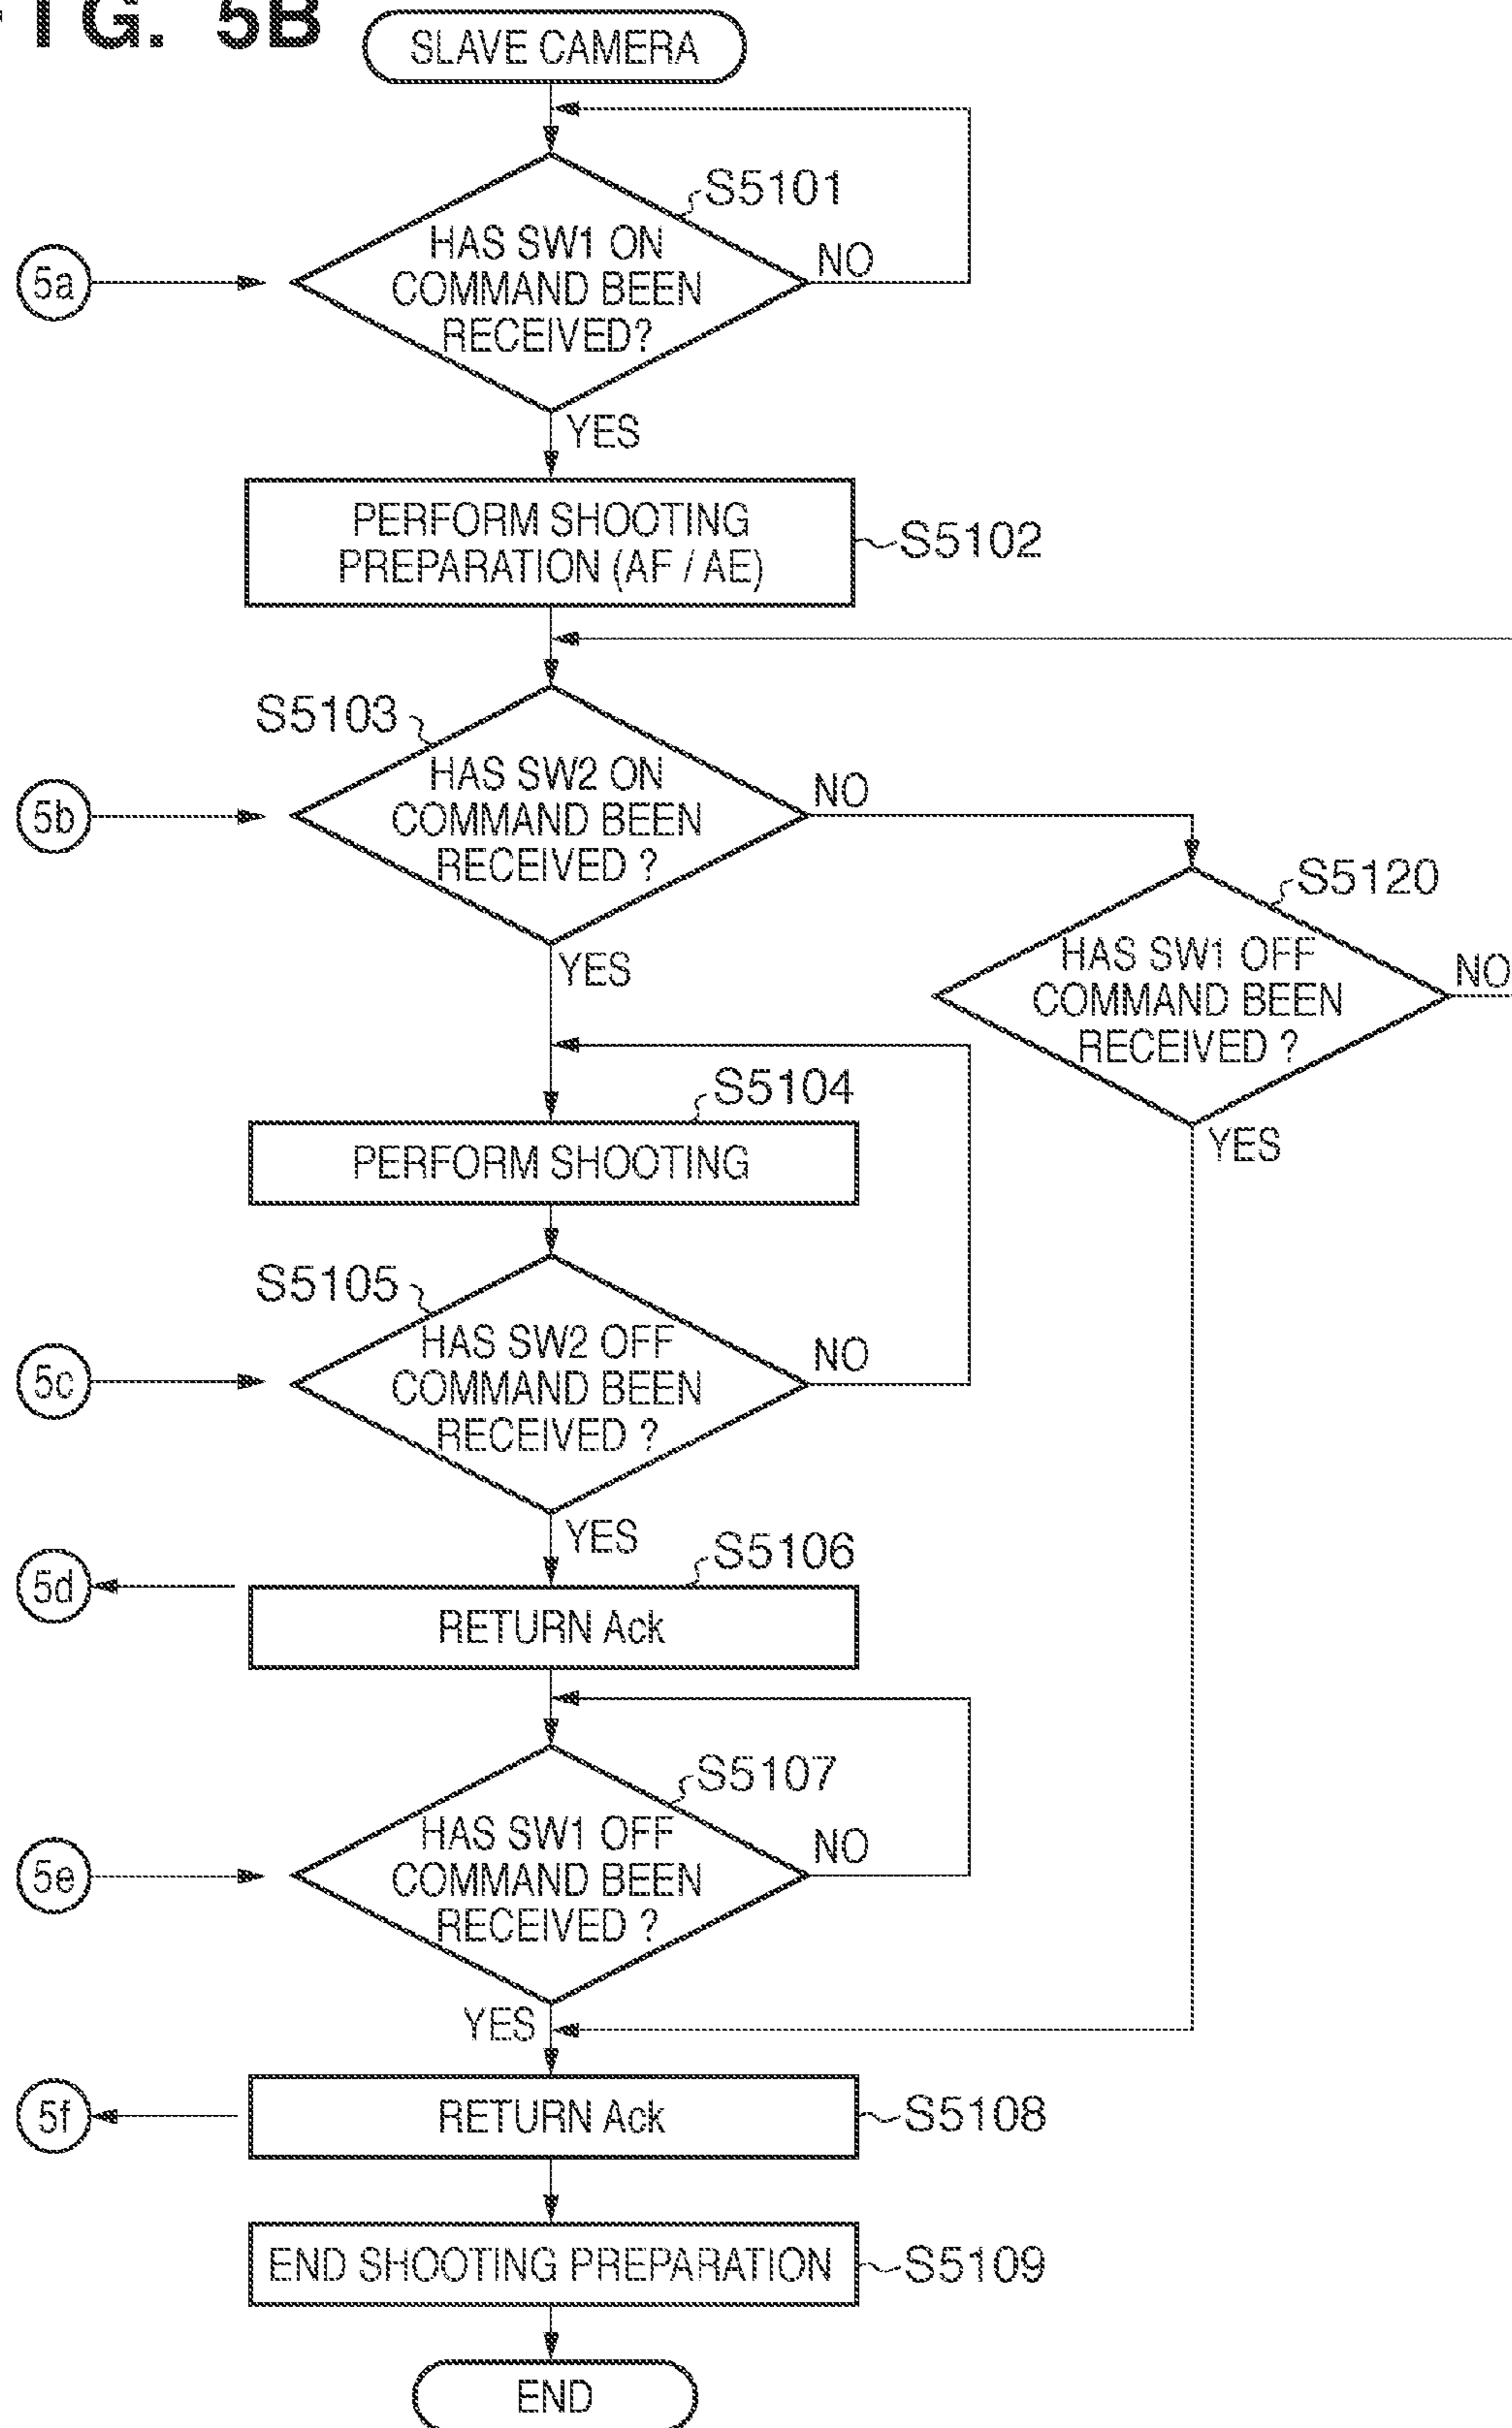 FIG. 5B
SLAVE CAMERA
S5101
5a
HAS SW1 ON
COMMAND BEEN
RECEIVED?
NO
YES
PERFORM SHOOTING
PREPARATION (AF / AE)
S5102
S5103
5b
HAS SW2 ON
COMMAND BEEN
RECEIVED ?
NO
S5120
HAS SW1 OFF
COMMAND BEEN
RECEIVED ?
NO
YES
YES
S5104
PERFORM SHOOTING
S5105
5c
HAS SW2 OFF
COMMAND BEEN
RECEIVED ?
NO
YES
S5106
5d
RETURN Ack
S5107
5e
HAS SW1 OFF
COMMAND BEEN
RECEIVED ?
NO
YES
5f
RETURN Ack
S5108
END SHOOTING PREPARATION
S5109
END